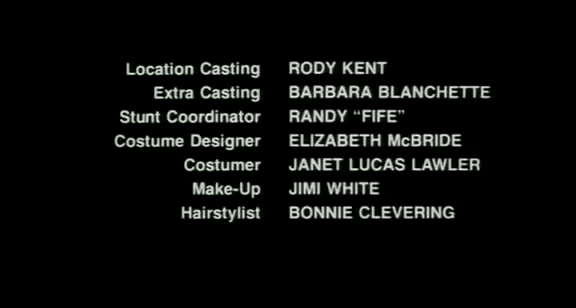 Location Casting RODY KENT
Extra Casting BARBARA BLANCHETTE
Stunt Coordinator RANDY “FIFE”
Costume Designer ELIZABETH McBRIDE
Costumer JANET LUCAS LAWLER
Make-Up JIMI WHITE
Hairstylist BONNIE CLEVERING